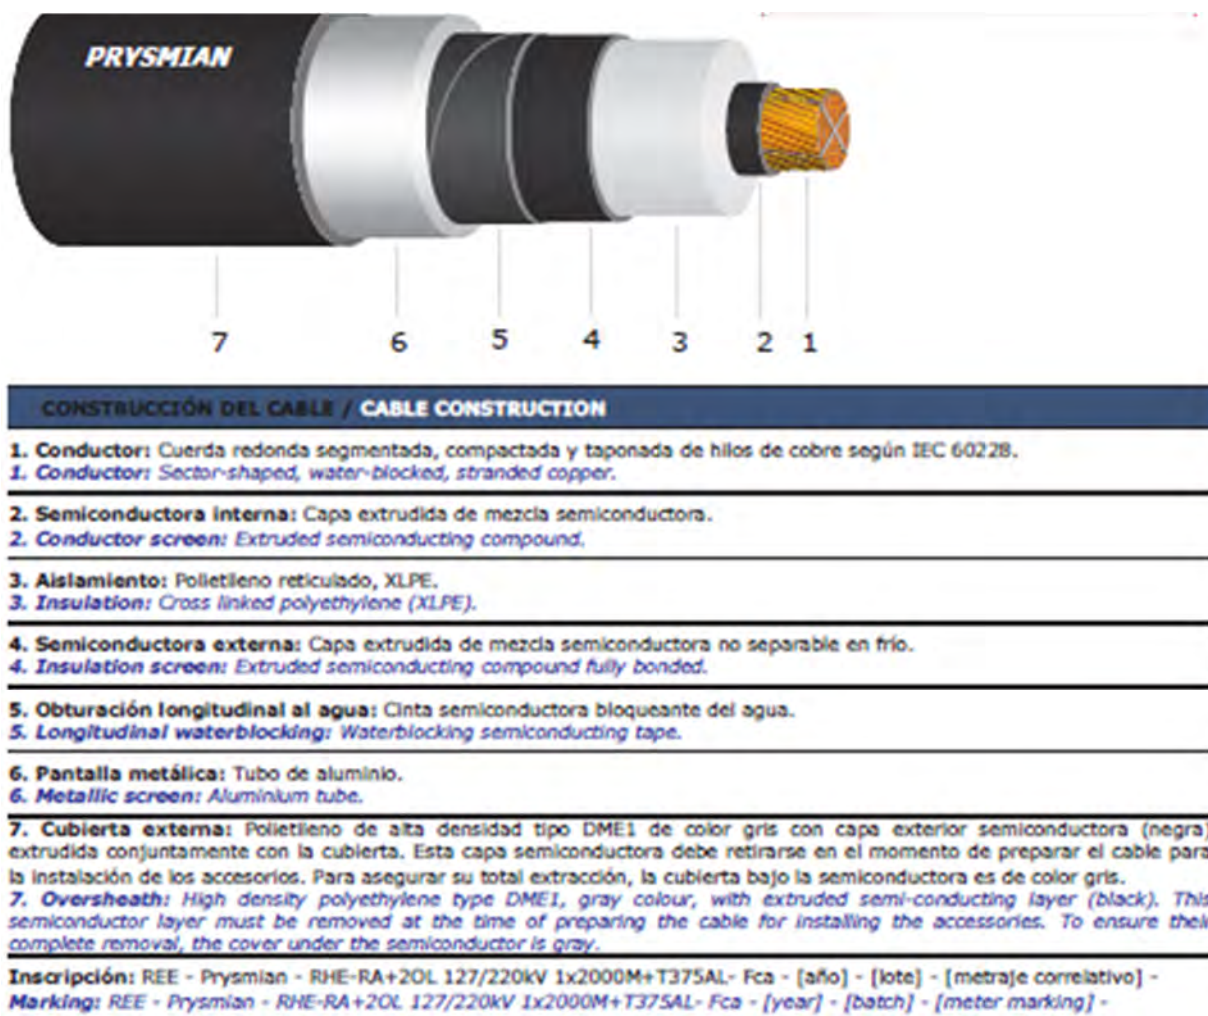 PRYSMIAN
7 6 5 4 3 2 1
CONSTRUCCIÓN DEL CABLE / CABLE CONSTRUCTION
1. Conductor: Cuerda redonda segmentada, compactada y taponada de hilos de cobre según IEC 60228.
1. Conductor: Sector-shaped, water-blocked, stranded copper.
2. Semiconductora interna: Capa extrudida de mezcla semiconductora.
2. Conductor screen: Extruded semiconducting compound.
3. Aislamiento: Polietileno reticulado, XLPE.
3. Insulation: Cross linked polyethylene (XLPE).
4. Semiconductora externa: Capa extrudida de mezcla semiconductora no separable en frío.
4. Insulation screen: Extruded semiconducting compound fully bonded.
5. Obturación longitudinal al agua: Cinta semiconductora bloqueante del agua.
5. Longitudinal waterblocking: Waterblocking semiconducting tape.
6. Pantalla metálica: Tubo de aluminio.
6. Metallic screen: Aluminium tube.
7. Cubierta externa: Polietileno de alta densidad tipo DME1 de color gris con capa exterior semiconductora (negra)
extrudida conjuntamente con la cubierta. Esta capa semiconductora debe retirarse en el momento de preparar el cable para
la instalación de los accesorios. Para asegurar su total extracción, la cubierta bajo la semiconductora es de color gris.
7. Oversheath: High density polyethylene type DME1, gray colour, with extruded semi-conducting layer (black). This
semiconductor layer must be removed at the time of preparing the cable for installing the accessories. To ensure their
complete removal, the cover under the semiconductor is gray.
Inscripción: REE - Prysmian - RHE-RA+2OL 127/220kV 1x2000M+T375AL- Fca - [año] - [lote] - [metraje correlativo] -
Marking: REE - Prysmian - RHE-RA+2OL 127/220kV 1x2000M+T375AL- Fca - [year] - [batch] - [meter marking] -